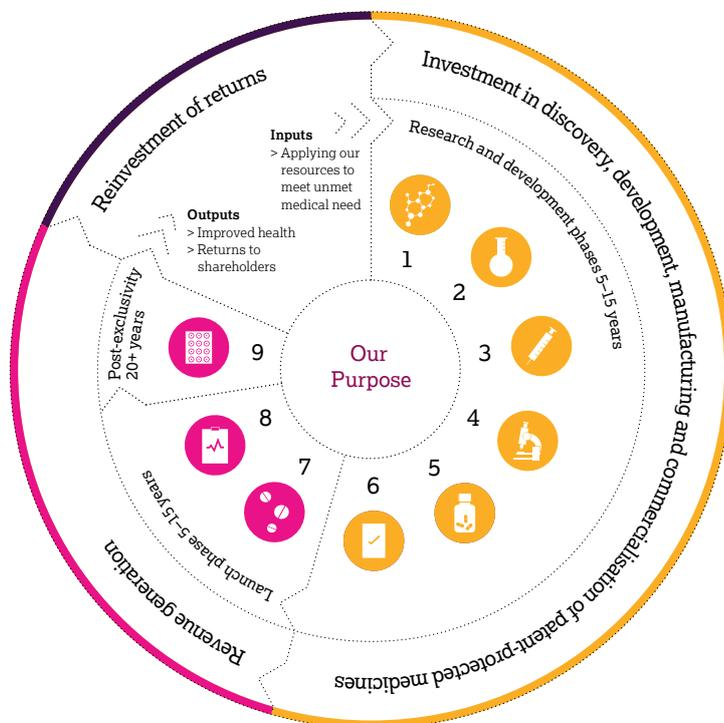 Investment in discovery, development, manufacturing and commercialisation of patent-protected medicines
Research and development phases 5–15 years
Reinvestment of returns
Inputs
> Applying our
resources to
meet unmet
medical need
Outputs
> Improved health
> Returns to
shareholders
1
2
3
4
5
6
7
8
9
Our
Purpose
Post-exclusivity
20+ years
Launch phase 5–15 years
Revenue generation